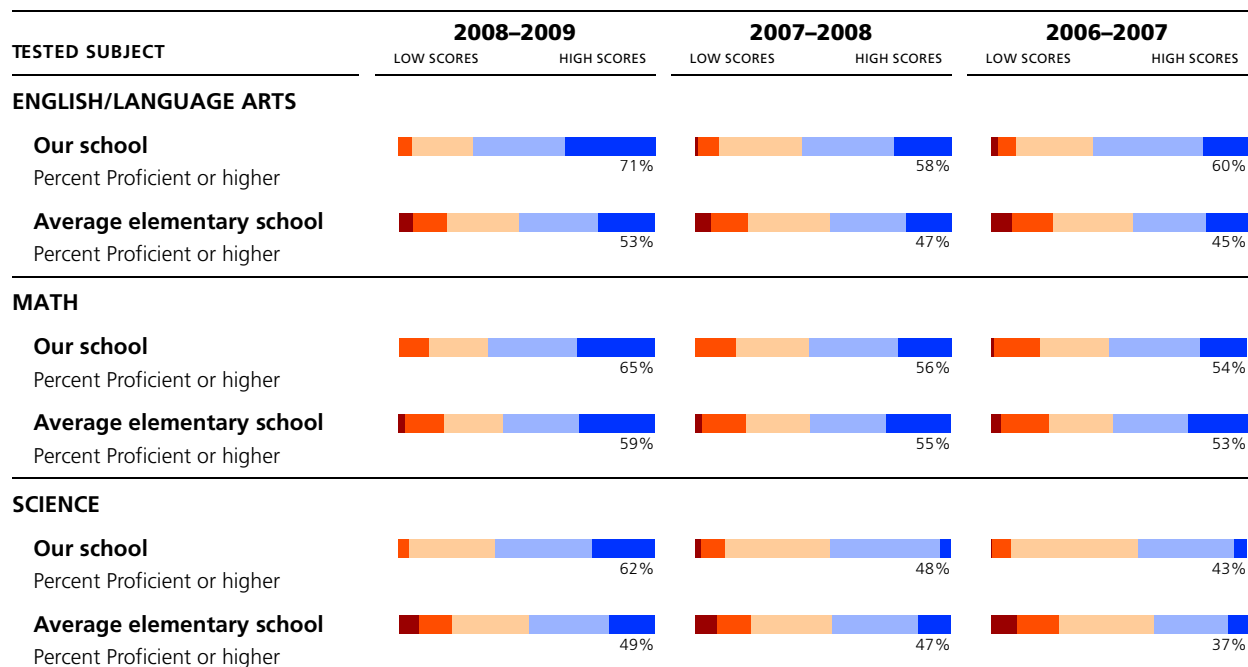 2008–2009 2007–2008 2006–2007
TESTED SUBJECT LOW SCORES HIGH SCORES LOW SCORES HIGH SCORES LOW SCORES HIGH SCORES
ENGLISH/LANGUAGE ARTS
Our school
Percent Proficient or higher 71% 58% 60%
Average elementary school
Percent Proficient or higher 53% 47% 45%
MATH
Our school
Percent Proficient or higher 65% 56% 54%
Average elementary school
Percent Proficient or higher 59% 55% 53%
SCIENCE
Our school
Percent Proficient or higher 62% 48% 43%
Average elementary school
Percent Proficient or higher 49% 47% 37%